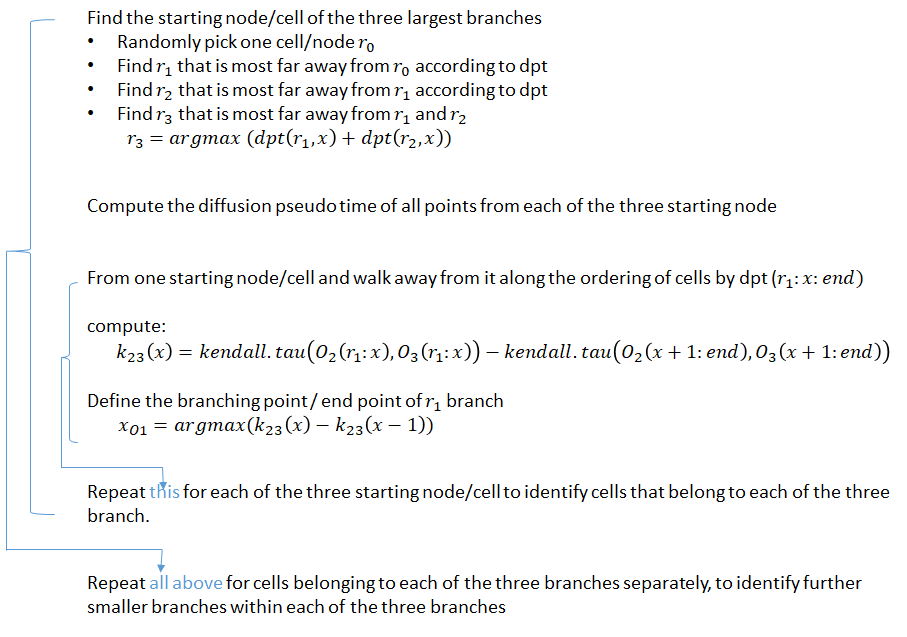 Find the starting node/cell of the three largest branches
• Randomly pick one cell/node r₀
• Find r₁ that is most far away from r₀ according to dpt
• Find r₂ that is most far away from r₁ according to dpt
• Find r₃ that is most far away from r₁ and r₂
r₃ = argmax (dpt(r₁,x) + dpt(r₂,x))
Compute the diffusion pseudo time of all points from each of the three starting node
From one starting node/cell and walk away from it along the ordering of cells by dpt (r₁: x: end)
compute:
k₂₃(x) = kendall.tau(O₂(r₁:x),O₃(r₁:x)) − kendall.tau(O₂(x + 1:end),O₃(x + 1:end))
Define the branching point/ end point of r₁ branch
x₀₁ = argmax(k₂₃(x) − k₂₃(x − 1))
Repeat this for each of the three starting node/cell to identify cells that belong to each of the three
branch.
Repeat all above for cells belonging to each of the three branches separately, to identify further
smaller branches within each of the three branches